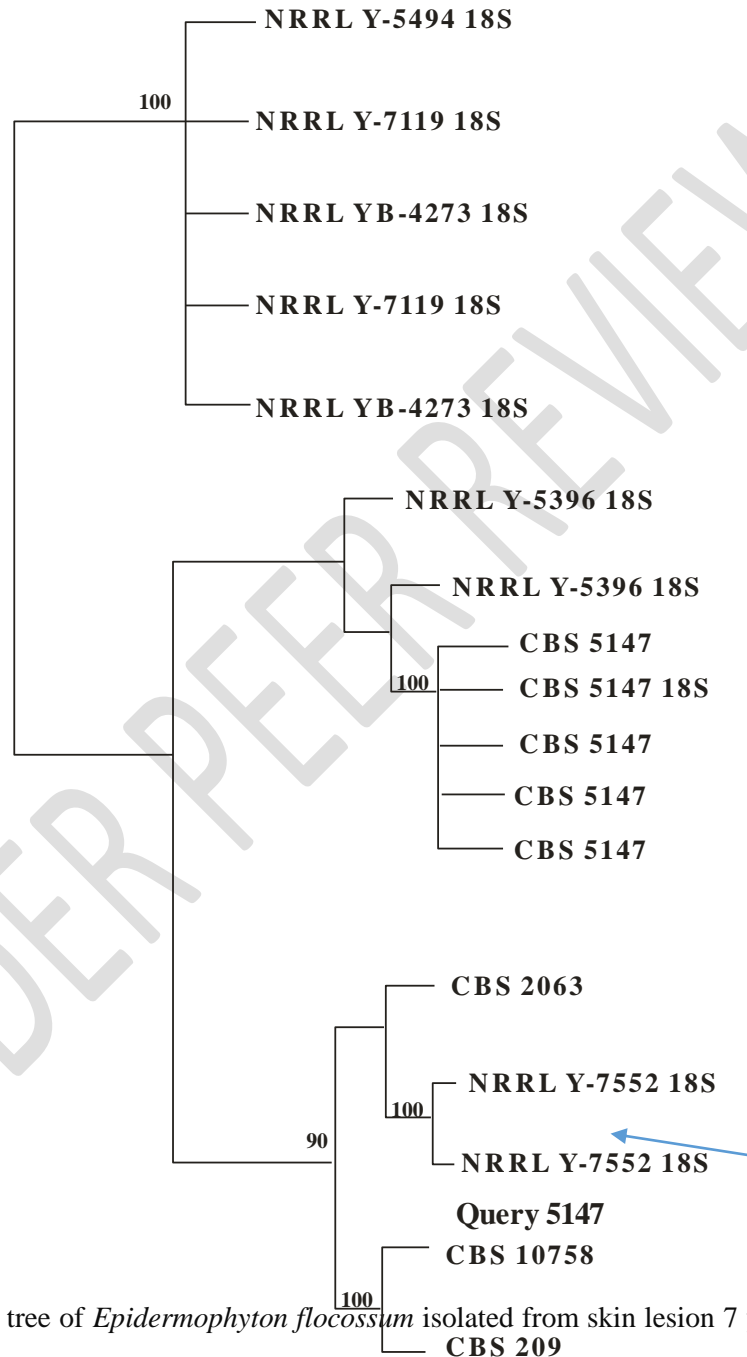 NRRL Y-5494 18S
100
NRRL Y-7119 18S
NRRL YB-4273 18S
NRRL Y-7119 18S
NRRL YB-4273 18S
NRRL Y-5396 18S
NRRL Y-5396 18S
CBS 5147
100
CBS 5147 18S
CBS 5147
CBS 5147
CBS 5147
CBS 2063
NRRL Y-7552 18S
100
90
NRRL Y-7552 18S
Query 5147
CBS 10758
100
tree of Epidermophyton flocossum isolated from skin lesion 7
CBS 209
DER PEER REVIEW